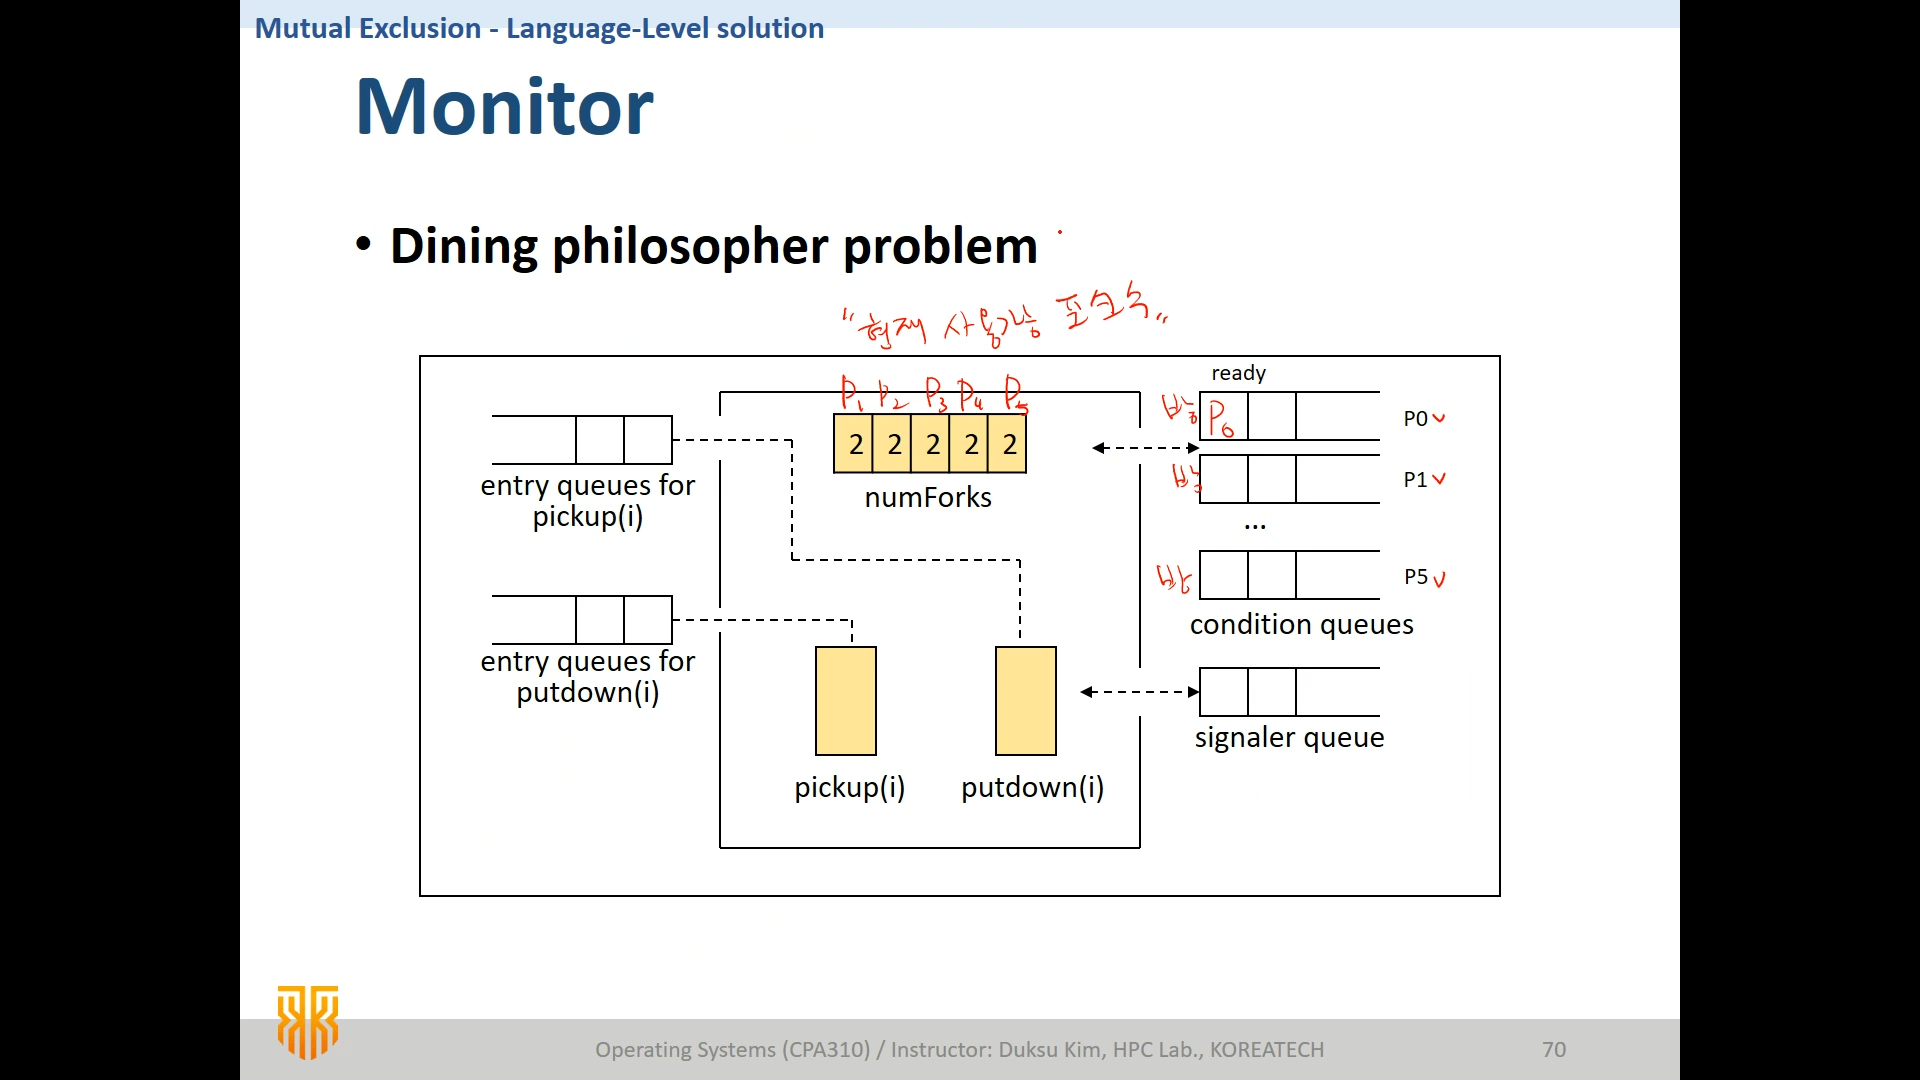 Mutual Exclusion - Language-Level solution
Monitor
• Dining philosopher problem
"현재 사용가능 포크 수"
P1 P2 P3 P4 P5
2 2 2 2 2
numForks
entry queues for
pickup(i)
entry queues for
putdown(i)
pickup(i)
putdown(i)
ready
방 P0
P0
방
P1
...
방
P5
condition queues
signaler queue
Operating Systems (CPA310) / Instructor: Duksu Kim, HPC Lab., KOREATECH
70